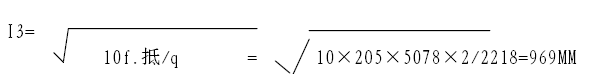 I3= √10f.抵/q = √10×205×5078×2/2218=969MM